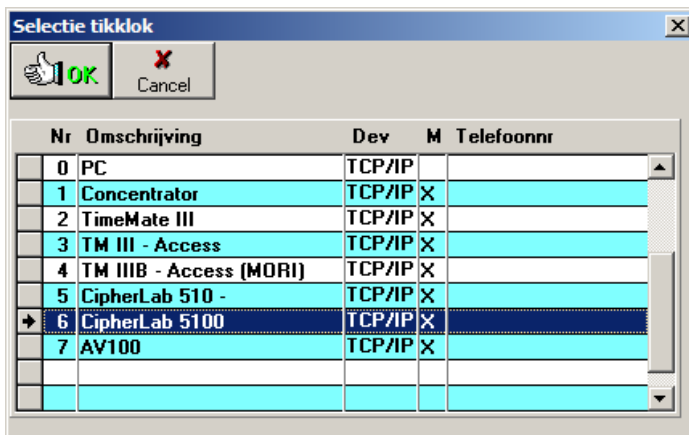 Selectie tikklok
OK
Cancel
Nr Omschrijving Dev M Telefoonnr
0 PC TCP/IP
1 Concentrator TCP/IP X
2 TimeMate III TCP/IP X
3 TM III - Access TCP/IP X
4 TM IIIB - Access (MORI) TCP/IP X
5 CipherLab 510 - TCP/IP X
6 CipherLab 5100 TCP/IP X
7 AV100 TCP/IP X